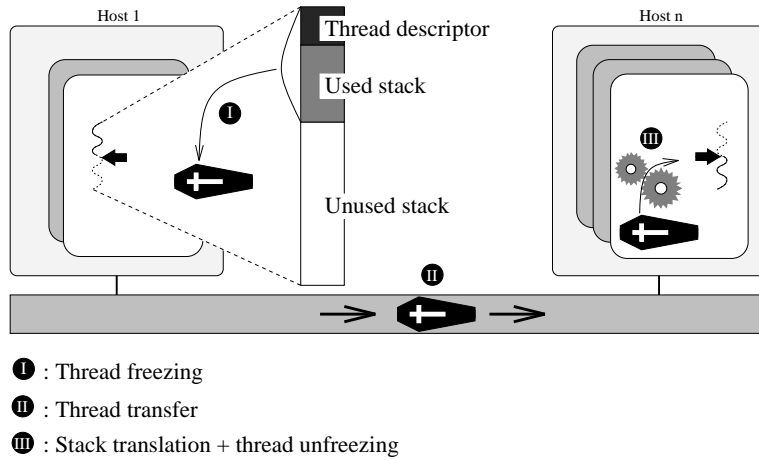 Host 1
Host n
Thread descriptor
Used stack
I
III
Unused stack
II
I : Thread freezing
II : Thread transfer
III : Stack translation + thread unfreezing